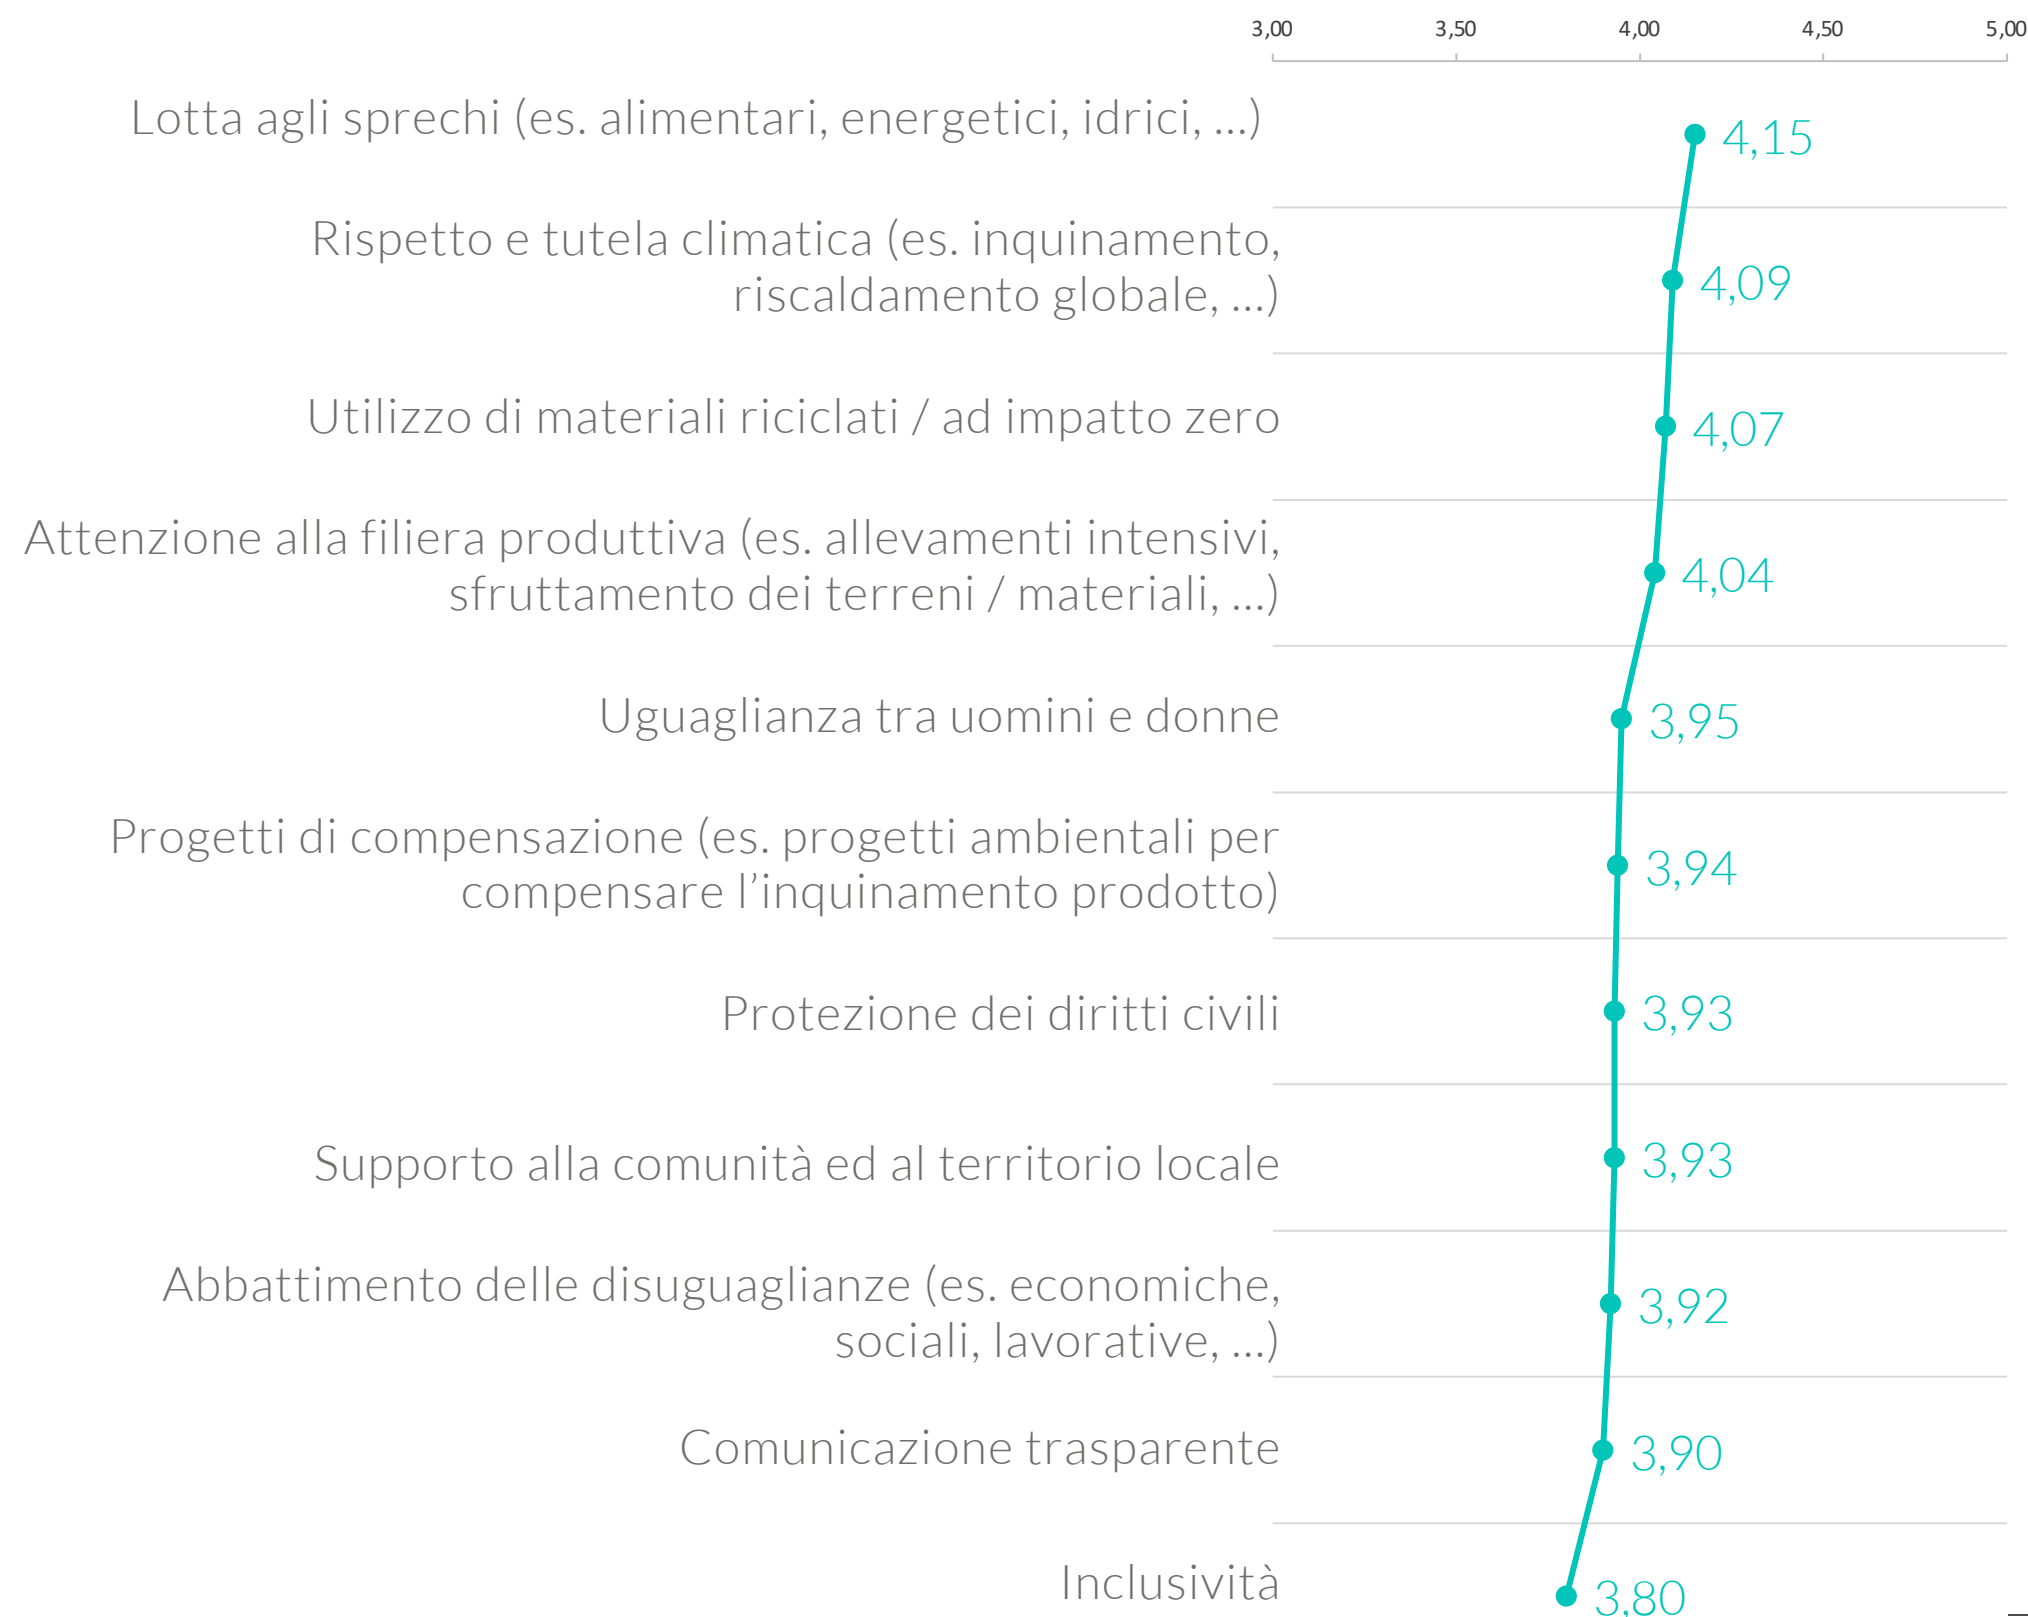 3,00 3,50 4,00 4,50 5,00
Lotta agli sprechi (es. alimentari, energetici, idrici, ...)
4,15
Rispetto e tutela climatica (es. inquinamento,
riscaldamento globale, ...)
4,09
Utilizzo di materiali riciclati / ad impatto zero
4,07
Attenzione alla filiera produttiva (es. allevamenti intensivi,
sfruttamento dei terreni / materiali, ...)
4,04
Uguaglianza tra uomini e donne
3,95
Progetti di compensazione (es. progetti ambientali per
compensare l’inquinamento prodotto)
3,94
Protezione dei diritti civili
3,93
Supporto alla comunità ed al territorio locale
3,93
Abbattimento delle disuguaglianze (es. economiche,
sociali, lavorative, ...)
3,92
Comunicazione trasparente
3,90
Inclusività
3,80